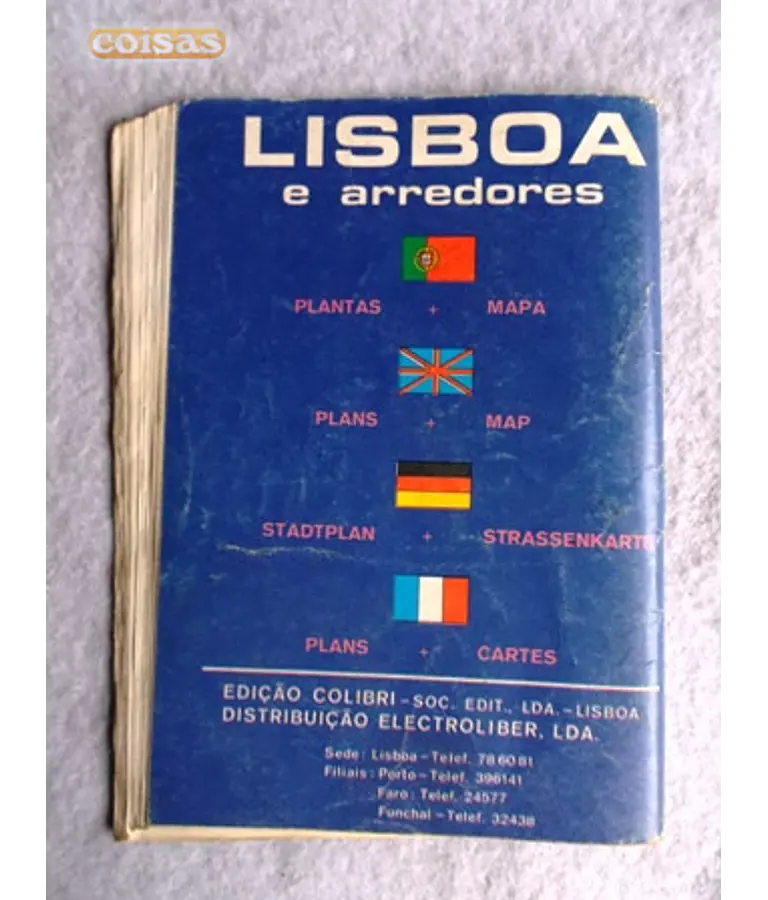 coisas
LISBOA
e arredores
PLANTAS + MAPA
PLANS + MAP
STADTPLAN + STRASSENKARTE
PLANS + CARTES
EDIÇÃO COLIBRI – SOC. EDIT., LDA. – LISBOA
DISTRIBUIÇÃO ELECTROLIBER, LDA.
Sede: Lisboa – Telef. 78 60 81
Filiais: Porto – Telef. 396141
Faro: Telef. 24577
Funchal – Telef. 32438